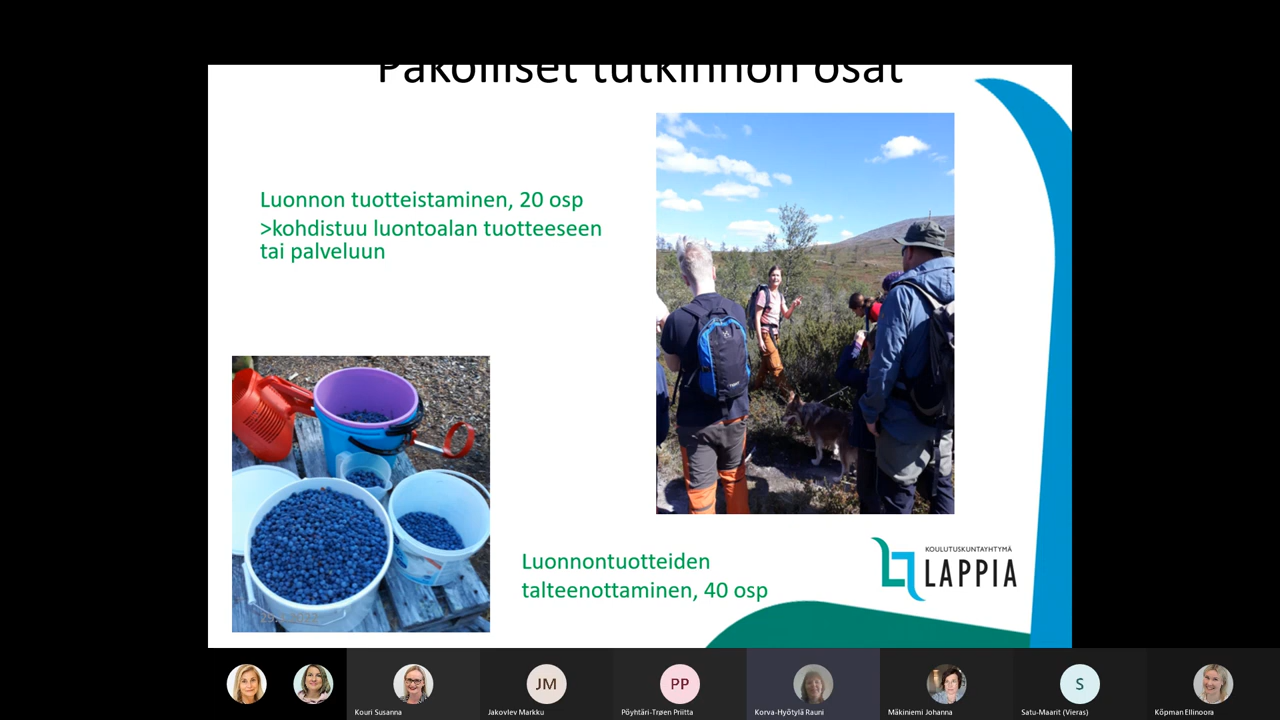 Pakolliset tutkinnon osat
Luonnon tuotteistaminen, 20 osp
>kohdistuu luontoalan tuotteeseen
tai palveluun
Luonnontuotteiden
talteenottaminen, 40 osp
KOULUTUSKUNTAYHTYMÄ
LAPPIA
JM
PP
S
Kouri Susanna
Jakovlev Markku
Pöyhtäri-Trøen Priitta
Korva-Hyötylä Rauni
Mäkiniemi Johanna
Satu-Maarit (Vieras)
Köpman Ellinoora